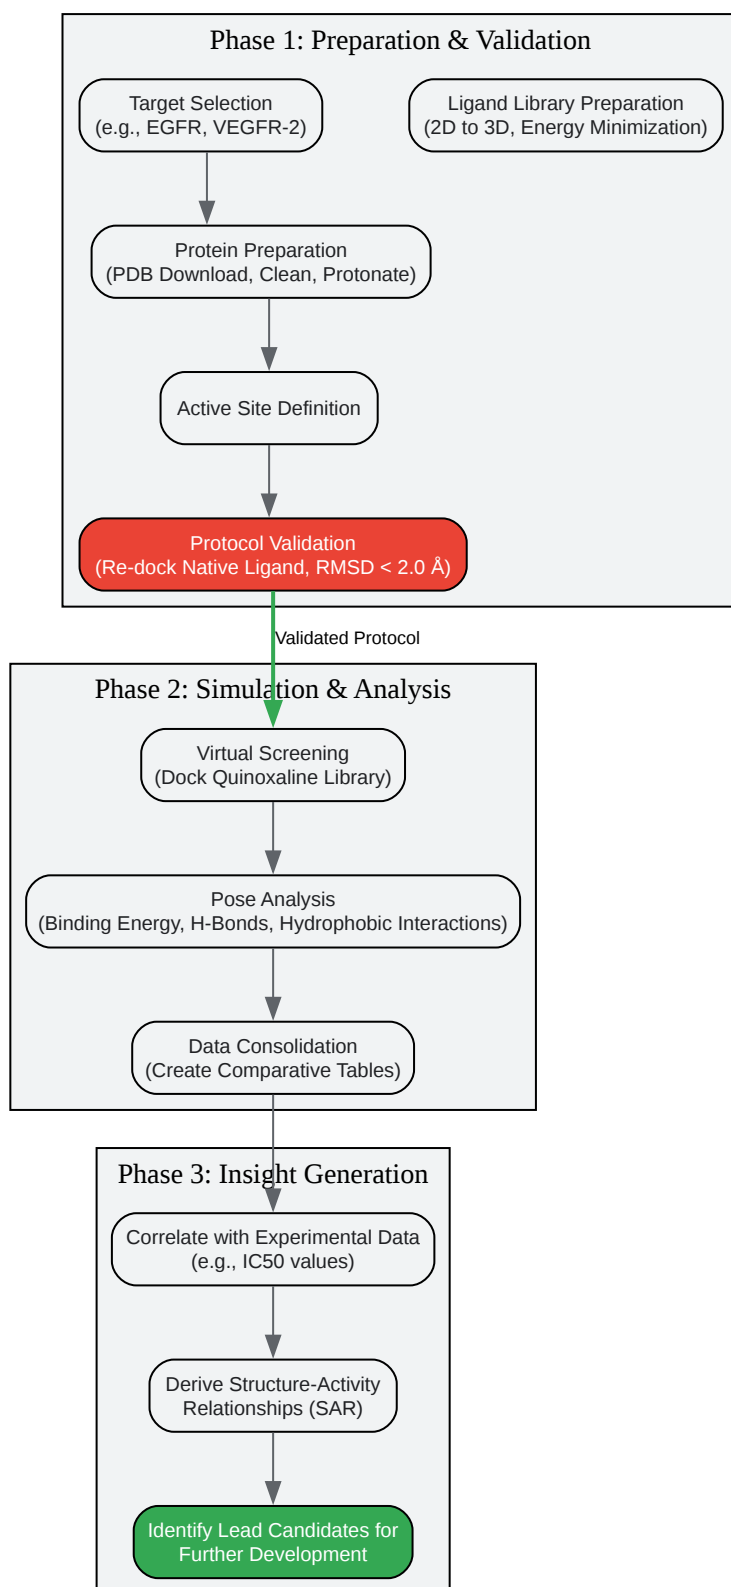 Phase 1: Preparation & Validation
Target Selection
(e.g., EGFR, VEGFR-2)
Ligand Library Preparation
(2D to 3D, Energy Minimization)
Protein Preparation
(PDB Download, Clean, Protonate)
Active Site Definition
Protocol Validation
(Re-dock Native Ligand, RMSD < 2.0 Å)
Validated Protocol
Phase 2: Simulation & Analysis
Virtual Screening
(Dock Quinoxaline Library)
Pose Analysis
(Binding Energy, H-Bonds, Hydrophobic Interactions)
Data Consolidation
(Create Comparative Tables)
Phase 3: Insight Generation
Correlate with Experimental Data
(e.g., IC50 values)
Derive Structure-Activity
Relationships (SAR)
Identify Lead Candidates for
Further Development